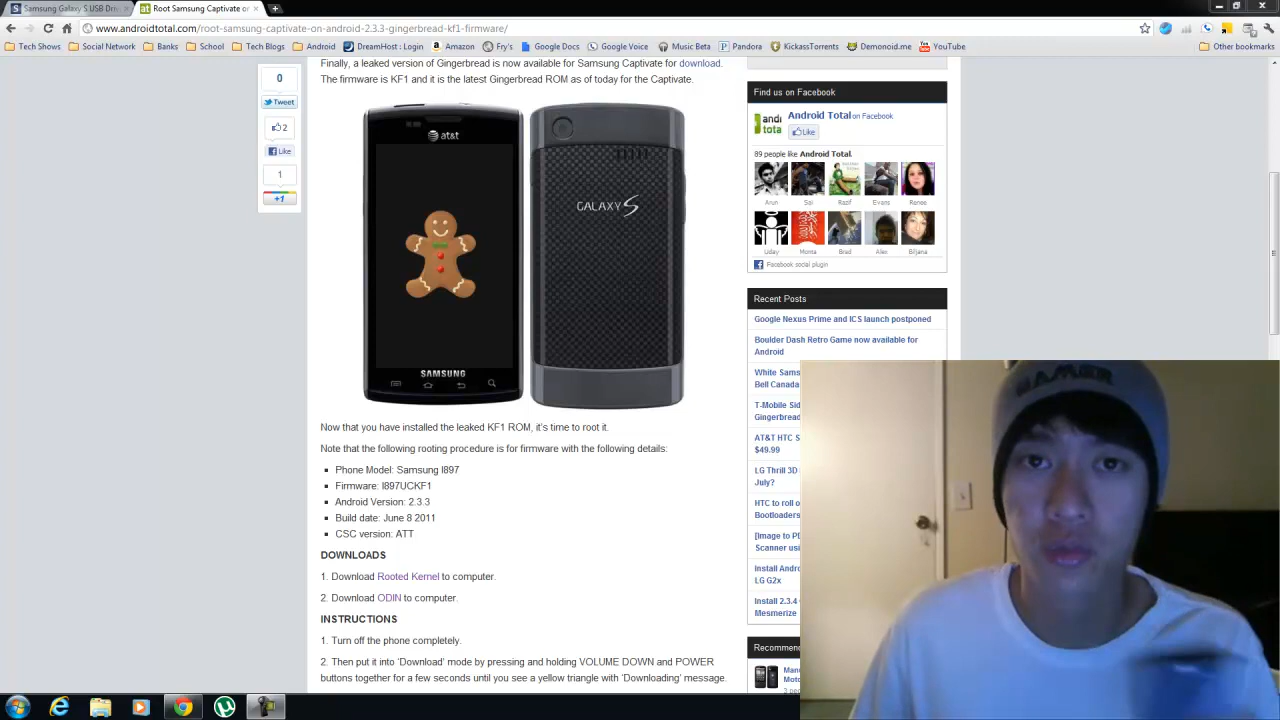 Samsung Galaxy S USB Driv
Root Samsung Captivate on
www.androidtotal.com/root-samsung-captivate-on-android-2.3.3-gingerbread-kf1-firmware/
Tech Shows
Social Network
Banks
School
Tech Blogs
Android
DreamHost : Login
Amazon
Fry's
Google Docs
Google Voice
Music Beta
Pandora
KickassTorrents
Demonoid.me
YouTube
Other bookmarks
0
Tweet
2
Like
1
+1
Finally, a leaked version of Gingerbread is now available for Samsung Captivate for download.
The firmware is KF1 and it is the latest Gingerbread ROM as of today for the Captivate.
at&t
SAMSUNG
GALAXY S
Now that you have installed the leaked KF1 ROM, it's time to root it.
Note that the following rooting procedure is for firmware with the following details:
Phone Model: Samsung I897
Firmware: I897UCKF1
Android Version: 2.3.3
Build date: June 8 2011
CSC version: ATT
DOWNLOADS
1. Download Rooted Kernel to computer.
2. Download ODIN to computer.
INSTRUCTIONS
1. Turn off the phone completely.
2. Then put it into 'Download' mode by pressing and holding VOLUME DOWN and POWER
buttons together for a few seconds until you see a yellow triangle with 'Downloading' message.
Find us on Facebook
andr
tota
Android Total on Facebook
Like
89 people like Android Total
Arun
Sai
Razif
Evans
Renee
Uday
Moma
Brad
Alex
Biljana
Facebook social plugin
Recent Posts
Google Nexus Prime and ICS launch postponed
Boulder Dash Retro Game now available for
Android
White Sams
Bell Canada
T-Mobile Sid
Gingerbread
AT&T HTC S
$49.99
LG Thrill 3D
July?
HTC to roll o
Bootloaders
[Image to PD
Scanner usi
Install Andro
LG G2x
Install 2.3.4
Mesmerize
Recommen
Man
Moto
3 peo
GAMER